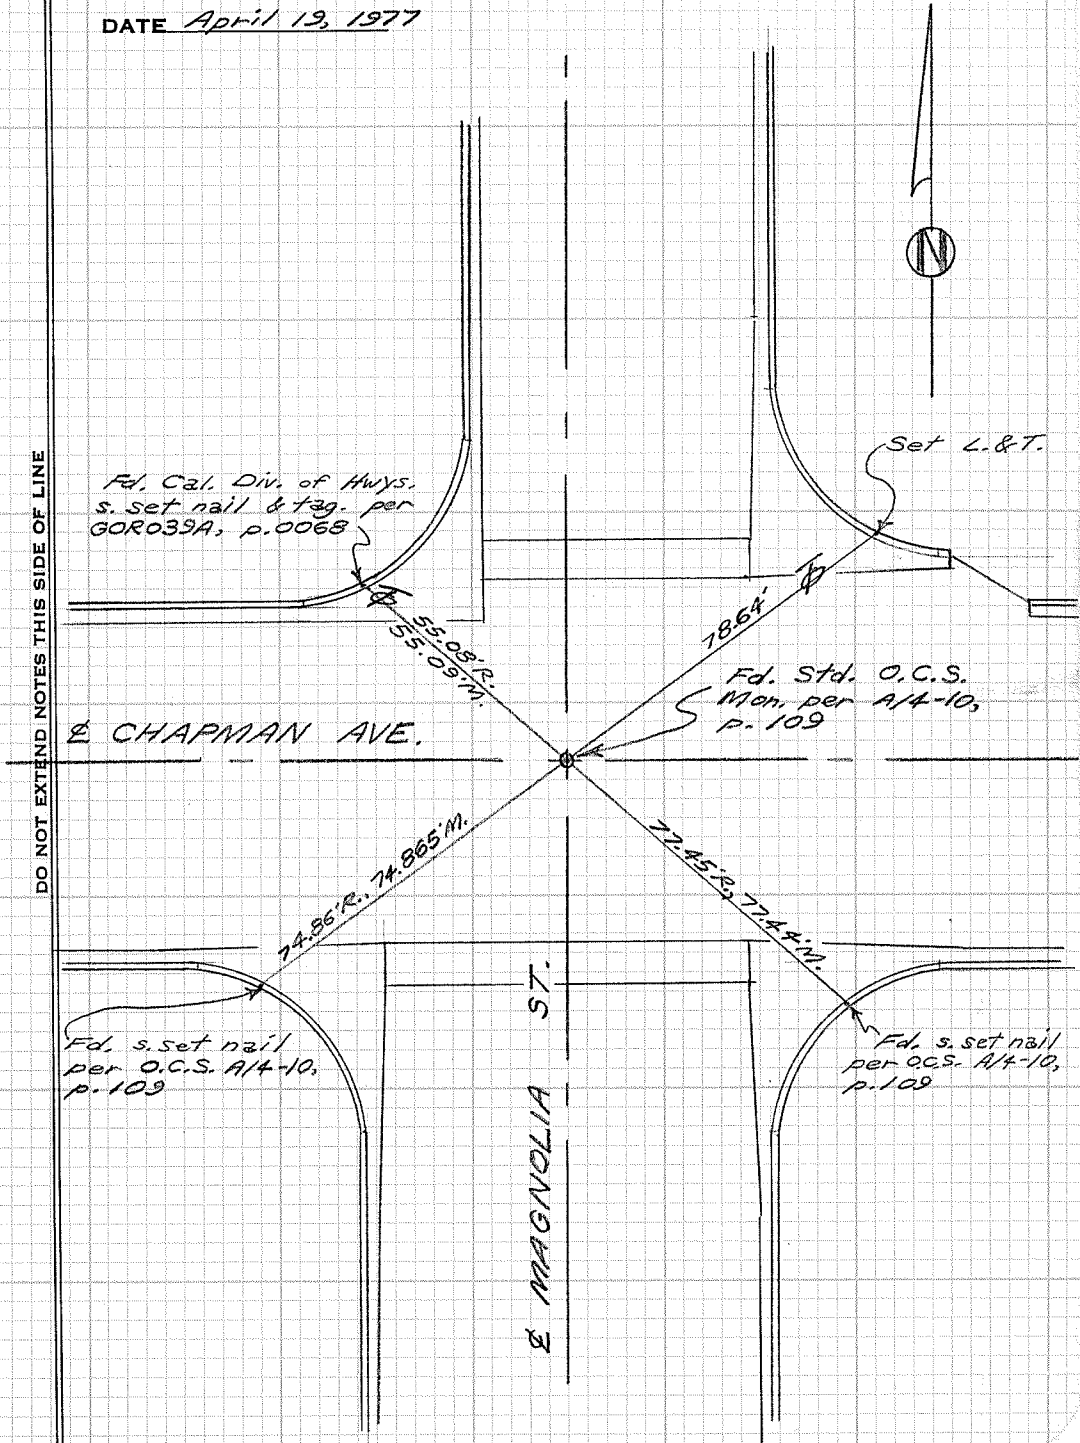 DATE April 19, 1977
N
Set L.&T.
Fd. Cal. Div. of Hwys.
s. set nail & tag. per
GOR039A, p.0068
55.08'R.
55.09'M.
78.64'
Fd. Std. O.C.S.
Mon. per A/4-10,
p. 109
℄ CHAPMAN AVE.
74.86'R., 74.865'M.
77.45'R., 77.44'M.
Fd. s. set nail
per O.C.S. A/4-10,
p. 109
Fd. s. set nail
per O.C.S. A/4-10,
p. 109
℄ MAGNOLIA ST.
DO NOT EXTEND NOTES THIS SIDE OF LINE